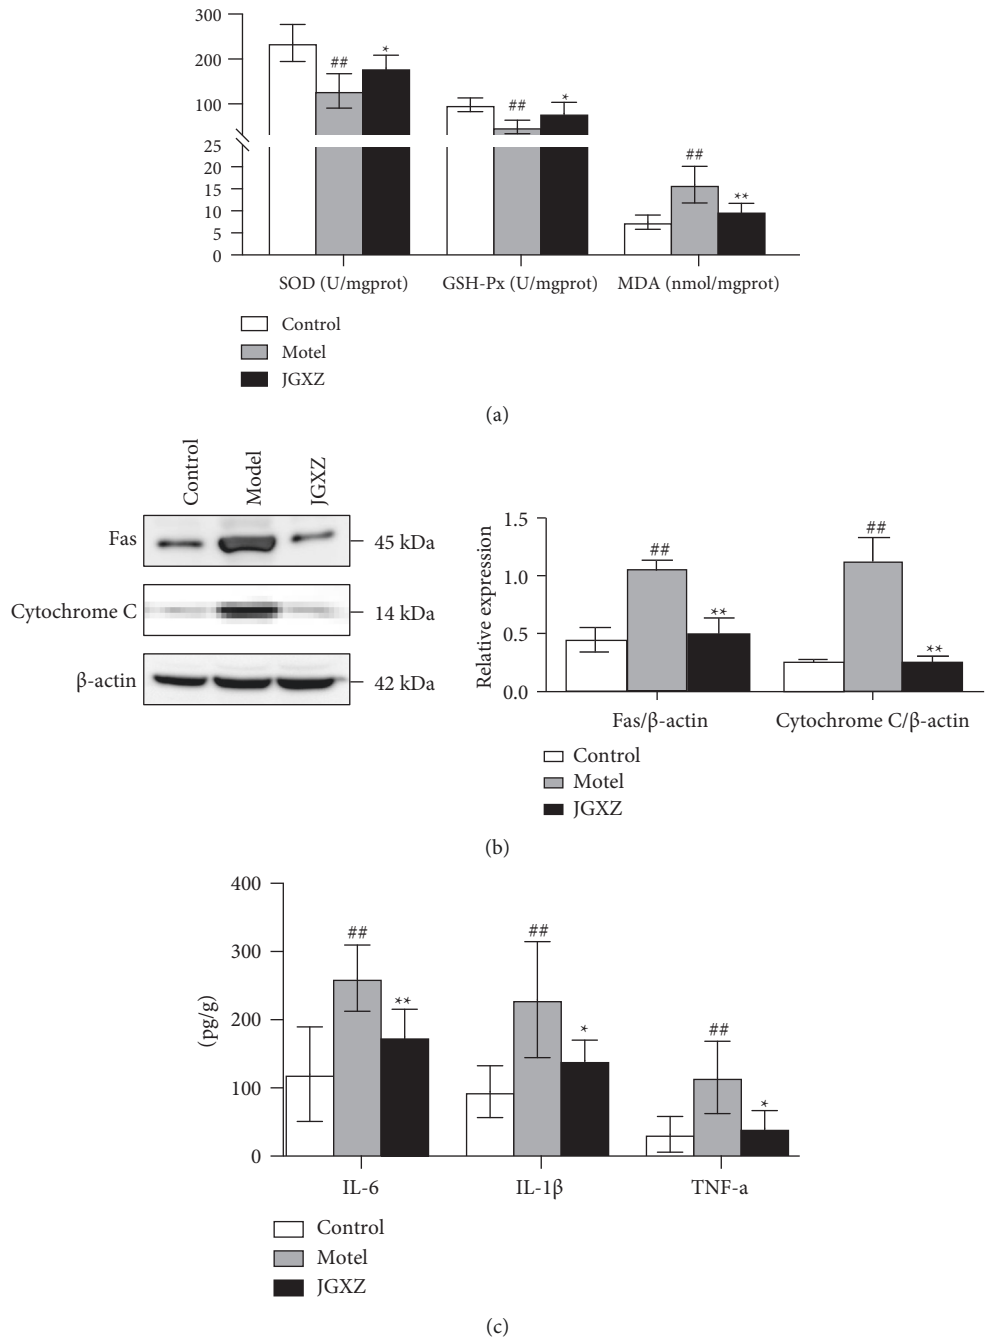 300
200
100
25
20
15
10
5
0
##
*
##
*
##
**
SOD (U/mgprot) GSH-Px (U/mgprot) MDA (nmol/mgprot)
Control
Motel
JGXZ
(a)
Control Model JGXZ
Fas 45 kDa
Cytochrome C 14 kDa
β-actin 42 kDa
Relative expression
1.5
1.0
0.5
0.0
##
**
##
**
Fas/β-actin Cytochrome C/β-actin
Control
Motel
JGXZ
(b)
(pg/g)
400
300
200
100
0
##
**
##
*
##
*
IL-6 IL-1β TNF-a
Control
Motel
JGXZ
(c)